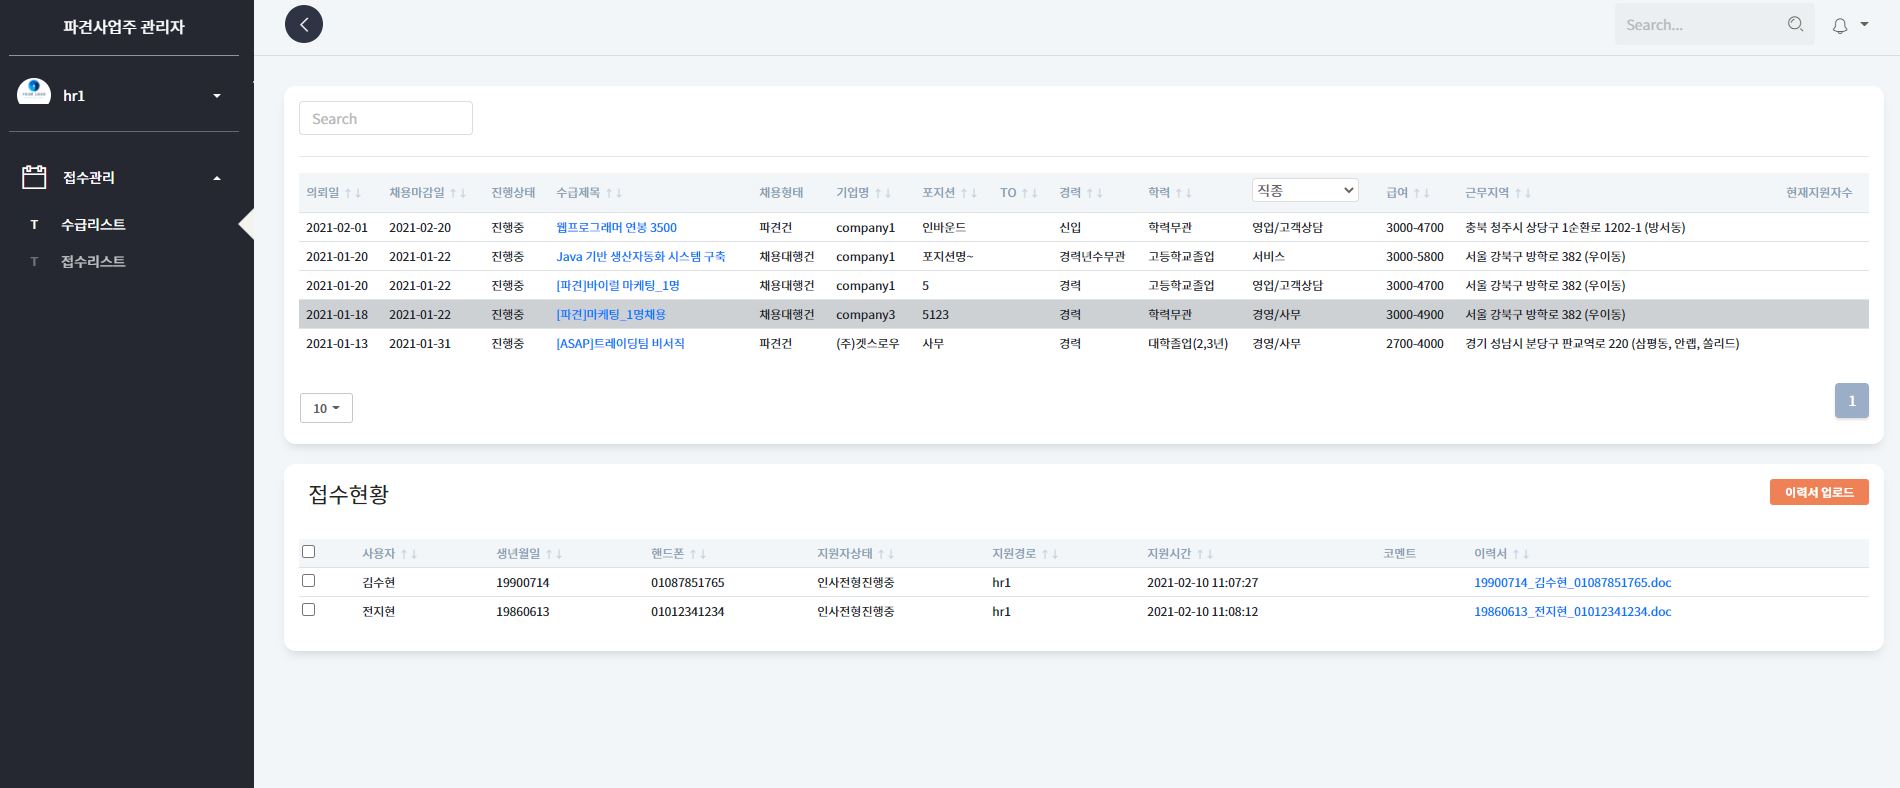 파견사업주 관리자
Search...
hr1
접수관리
수급리스트
접수리스트
Search
의뢰일 ↑↓ 채용마감일 ↑↓ 진행상태 수급제목 ↑↓ 채용형태 기업명 ↑↓ 포지션 ↑↓ TO ↑↓ 경력 ↑↓ 학력 ↑↓ 직종 급여 ↑↓ 근무지역 ↑↓ 현재지원자수
2021-02-01 2021-02-20 진행중 웹프로그래머 연봉 3500 파견건 company1 인바운드 신입 학력무관 영업/고객상담 3000-4700 충북 청주시 상당구 1순환로 1202-1 (방서동)
2021-01-20 2021-01-22 진행중 Java 기반 생산자동화 시스템 구축 채용대행건 company1 포지션명~ 경력년수무관 고등학교졸업 서비스 3000-5800 서울 강북구 방학로 382 (우이동)
2021-01-20 2021-01-22 진행중 [파견]바이럴 마케팅_1명 채용대행건 company1 5 경력 고등학교졸업 영업/고객상담 3000-4700 서울 강북구 방학로 382 (우이동)
2021-01-18 2021-01-22 진행중 [파견]마케팅_1명채용 채용대행건 company3 5123 경력 학력무관 경영/사무 3000-4900 서울 강북구 방학로 382 (우이동)
2021-01-13 2021-01-31 진행중 [ASAP]트레이딩팀 비서직 파견건 (주)겟스로우 사무 경력 대학졸업(2,3년) 경영/사무 2700-4000 경기 성남시 분당구 판교역로 220 (삼평동, 안랩, 쏠리드)
10
1
접수현황
이력서 업로드
사용자 ↑↓ 생년월일 ↑↓ 핸드폰 ↑↓ 지원자상태 ↑↓ 지원경로 ↑↓ 지원시간 ↑↓ 코멘트 이력서 ↑↓
김수현 19900714 01087851765 인사전형진행중 hr1 2021-02-10 11:07:27 19900714_김수현_01087851765.doc
전지현 19860613 01012341234 인사전형진행중 hr1 2021-02-10 11:08:12 19860613_전지현_01012341234.doc